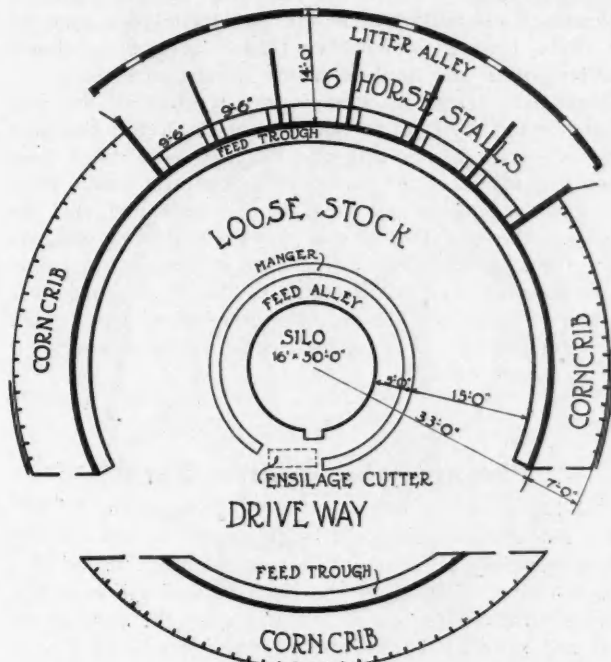 LITTER ALLEY
14'-0"
6 HORSE STALLS
9'-6"
9'-6"
FEED TROUGH
LOOSE STOCK
MANGER
FEED ALLEY
SILO
16' = 50'-0"
CORNCRIB
CORNCRIB
5'-0"
15'-0"
33'-0"
7'-0"
ENSILAGE CUTTER
DRIVE WAY
FEED TROUGH
CORNCRIB